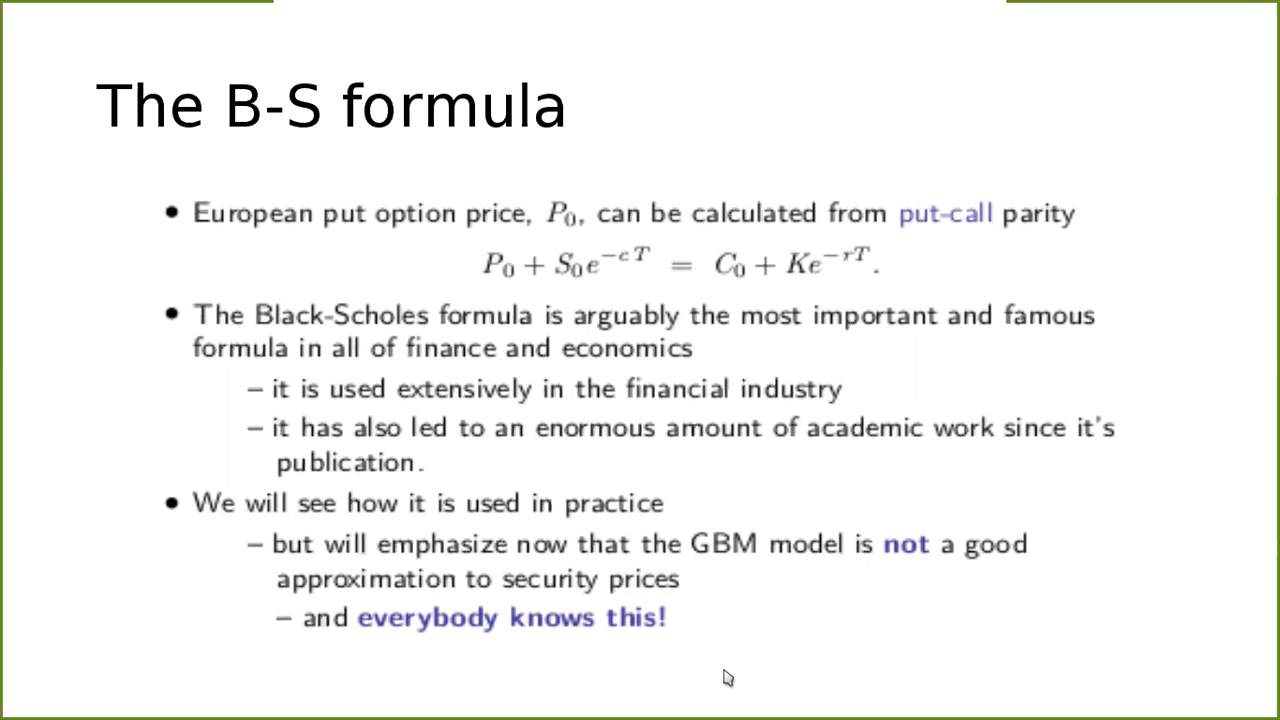 The B-S formula
• European put option price, P₀, can be calculated from put-call parity
P₀ + S₀e^{−cT} = C₀ + Ke^{−rT}.
• The Black-Scholes formula is arguably the most important and famous
formula in all of finance and economics
– it is used extensively in the financial industry
– it has also led to an enormous amount of academic work since it's
publication.
• We will see how it is used in practice
– but will emphasize now that the GBM model is not a good
approximation to security prices
– and everybody knows this!